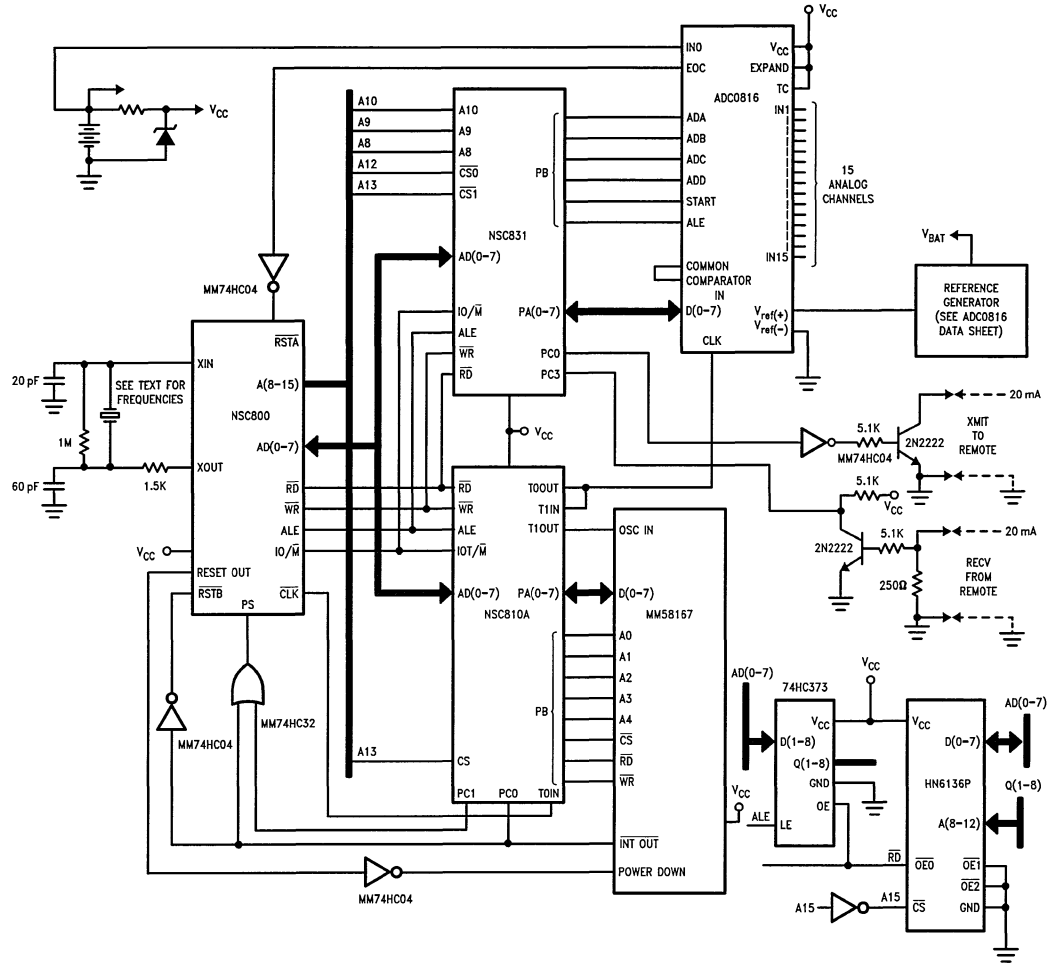 VCC
IN0
VCC
EOC
EXPAND
ADC0816
TC
A10
A10
IN1
VCC
A9
A9
ADA
A8
A8
ADB
A12
CS0
PB
ADC
15
ANALOG
CHANNELS
A13
CS1
ADD
START
NSC831
ALE
VBAT
AD(0-7)
IN15
COMMON
COMPARATOR
IN
MM74HC04
REFERENCE
GENERATOR
(SEE ADC0816
DATA SHEET)
IO/M
PA(0-7)
D(0-7)
Vref(+)
Vref(-)
RSTA
ALE
CLK
WR
PC0
XIN
RD
PC3
20 pF
SEE TEXT FOR
FREQUENCIES
A(8-15)
NSC800
20 mA
1M
AD(0-7)
VCC
5.1K
2N2222
XMIT
TO
REMOTE
MM74HC04
XOUT
60 pF
1.5K
RD
RD
T0OUT
5.1K
VCC
WR
WR
T1IN
ALE
ALE
T1OUT
OSC IN
5.1K
20 mA
2N2222
VCC
IO/M
IOT/M
RECV
FROM
REMOTE
RESET OUT
250Ω
RSTB
CLK
AD(0-7)
PA(0-7)
D(0-7)
PS
NSC810A
MM58167
A0
A1
A2
AD(0-7)
74HC373
VCC
A3
AD(0-7)
MM74HC32
PB
A4
VCC
VCC
MM74HC04
CS
D(1-8)
D(0-7)
A13
CS
RD
Q(1-8)
WR
GND
HN6136P
Q(1-8)
PC1
PC0
T0IN
VCC
OE
ALE
LE
A(8-12)
INT OUT
RD
OE0
OE1
POWER DOWN
OE2
MM74HC04
A15
A15
CS
GND